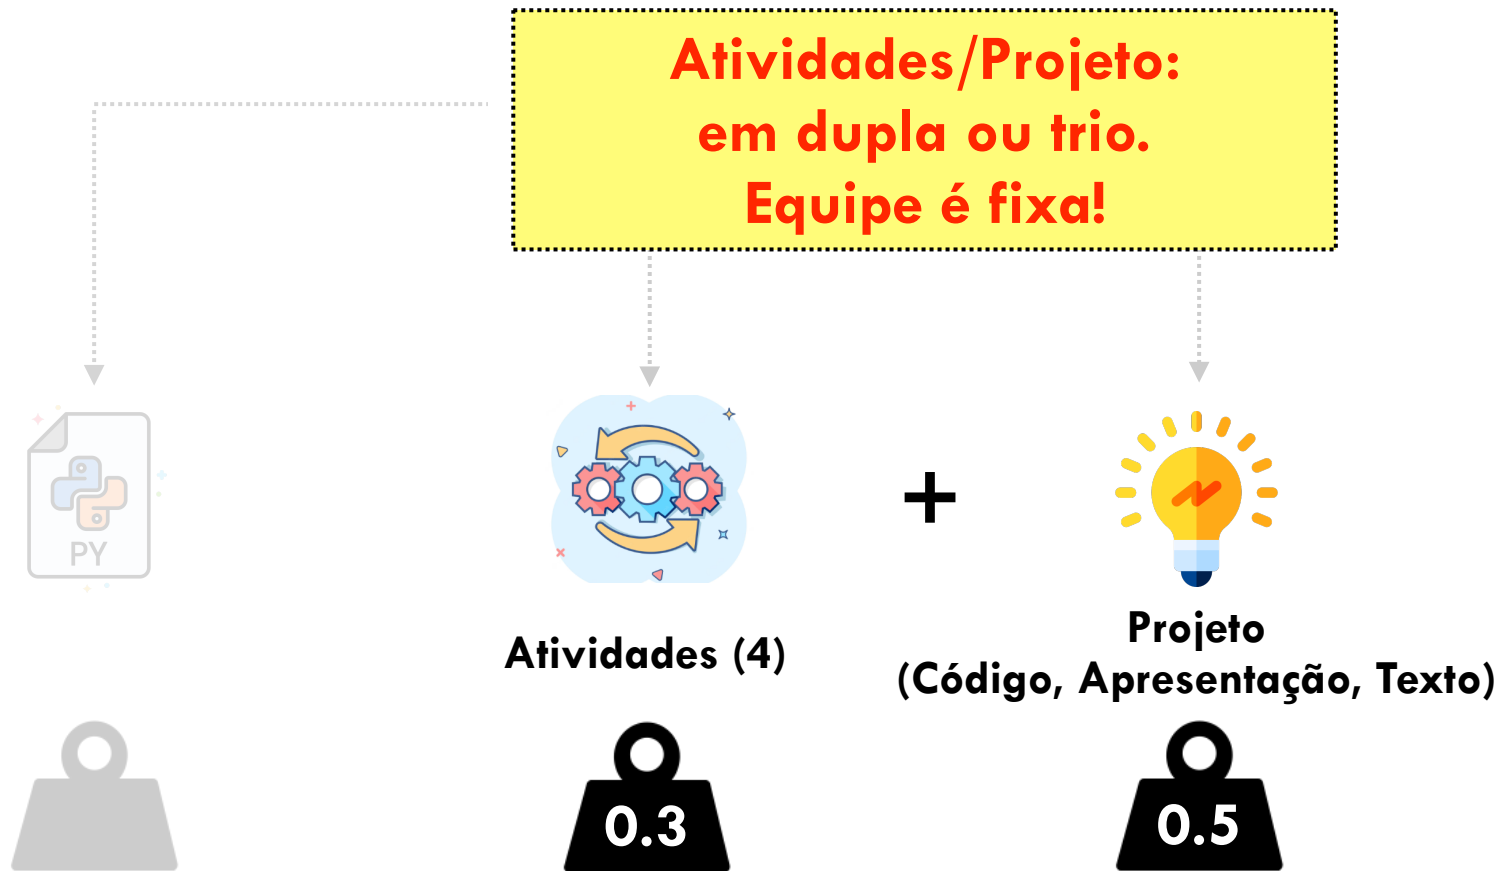 Atividades/Projeto:
em dupla ou trio.
Equipe é fixa!
PY
+
Atividades (4)
Projeto
(Código, Apresentação, Texto)
0.3
0.5